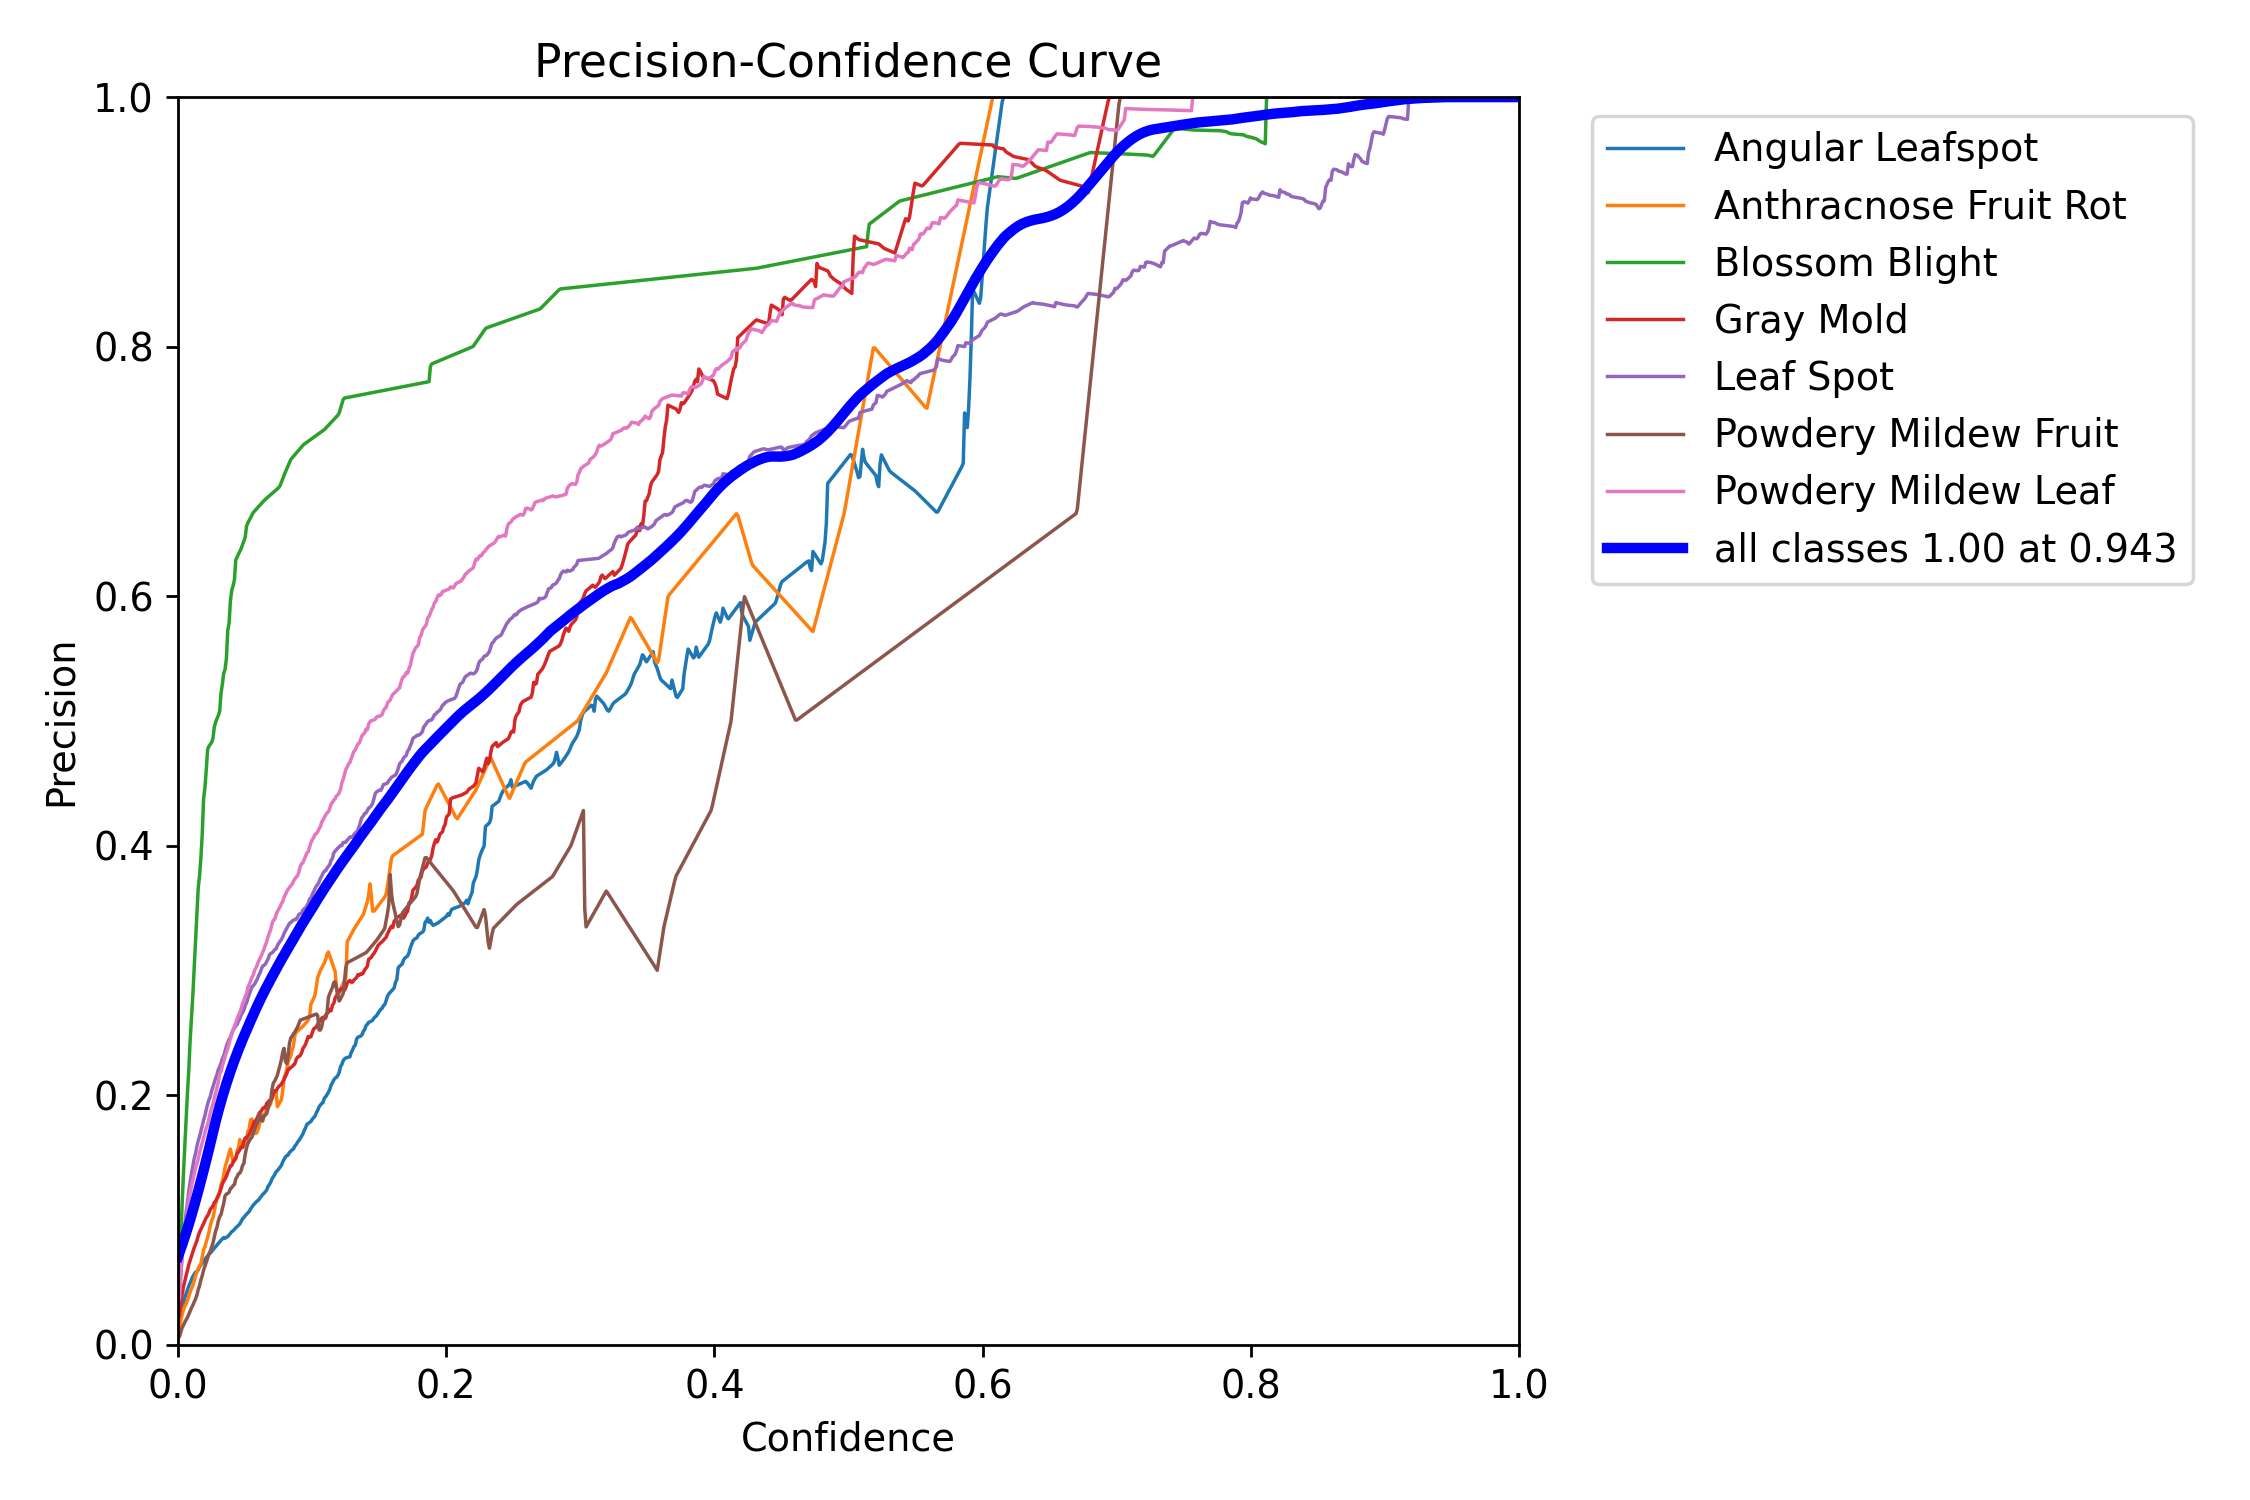 Precision-Confidence Curve
1.0
0.8
0.6
0.4
0.2
0.0
Precision
0.0 0.2 0.4 0.6 0.8 1.0
Confidence
Angular Leafspot
Anthracnose Fruit Rot
Blossom Blight
Gray Mold
Leaf Spot
Powdery Mildew Fruit
Powdery Mildew Leaf
all classes 1.00 at 0.943